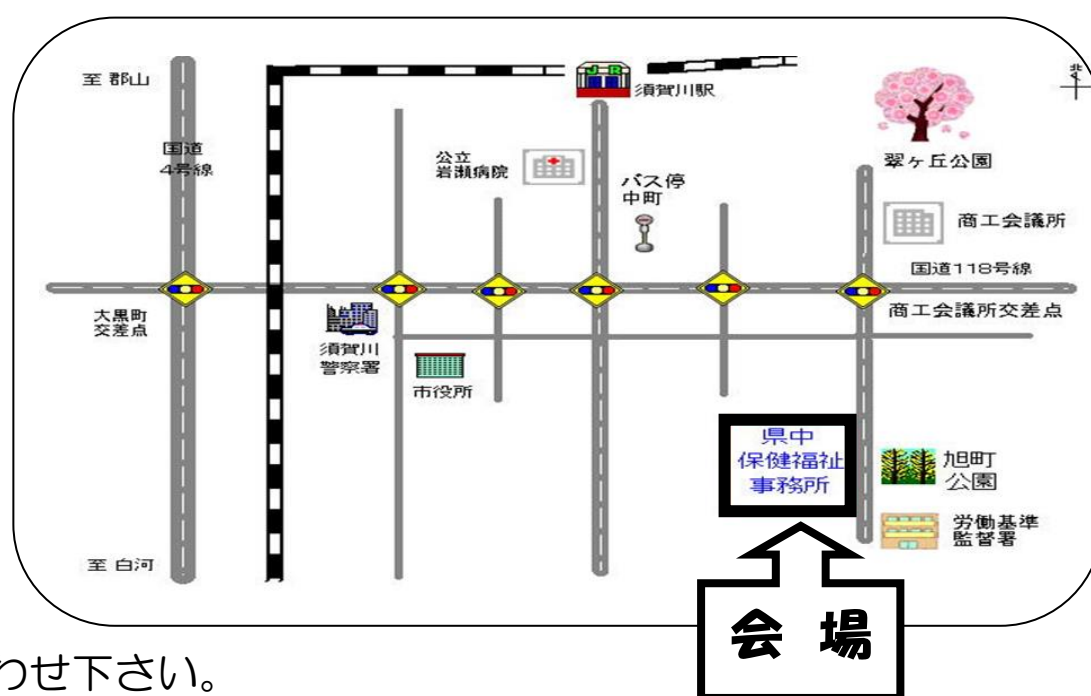 至 郡山
国道
4号線
JR
須賀川駅
北
公立
岩瀬病院
バス停
中町
翠ヶ丘公園
商工会議所
国道118号線
大黒町
交差点
商工会議所交差点
須賀川
警察署
市役所
県中
保健福祉
事務所
旭町
公園
労働基準
監督署
至 白河
会 場
わせ下さい。